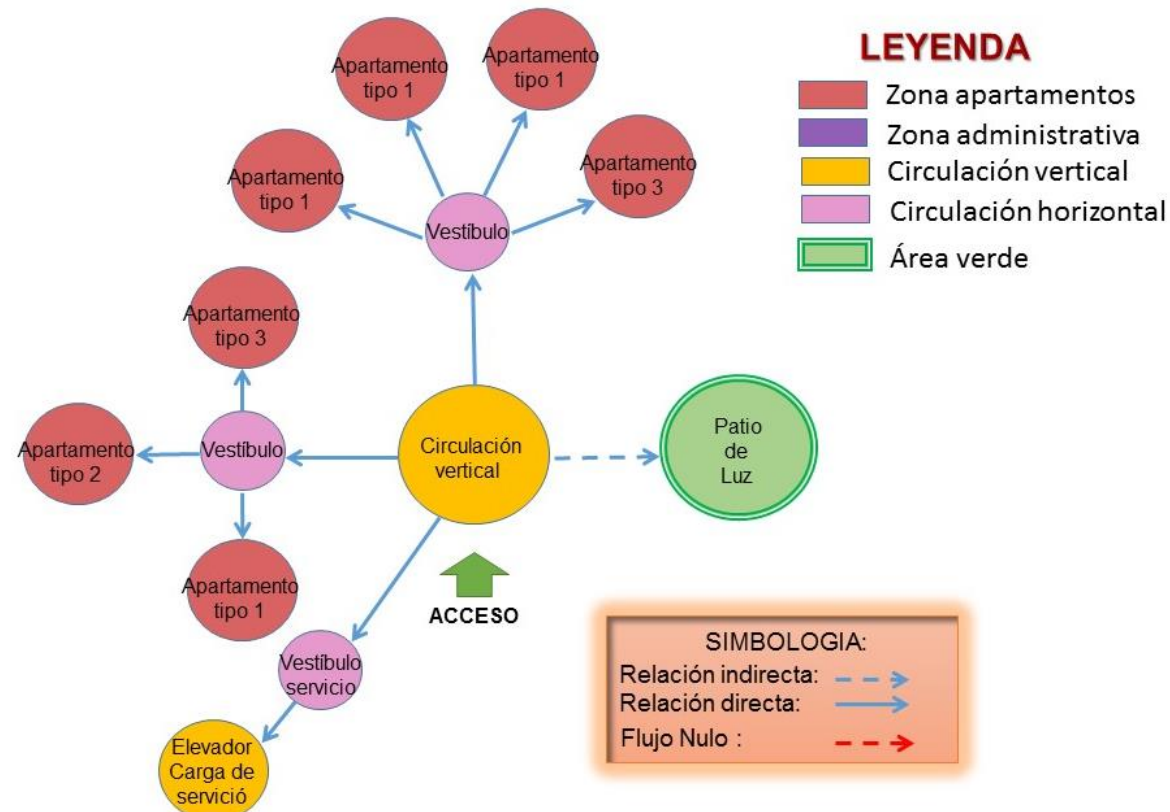 Apartamento
tipo 1
Apartamento
tipo 1
Apartamento
tipo 1
Apartamento
tipo 3
Vestíbulo
Apartamento
tipo 3
Apartamento
tipo 2
Vestíbulo
Apartamento
tipo 1
Circulación
vertical
Patio
de
Luz
ACCESO
Vestíbulo
servicio
Elevador
Carga de
servició
LEYENDA
Zona apartamentos
Zona administrativa
Circulación vertical
Circulación horizontal
Área verde
SIMBOLOGIA:
Relación indirecta:
Relación directa:
Flujo Nulo :